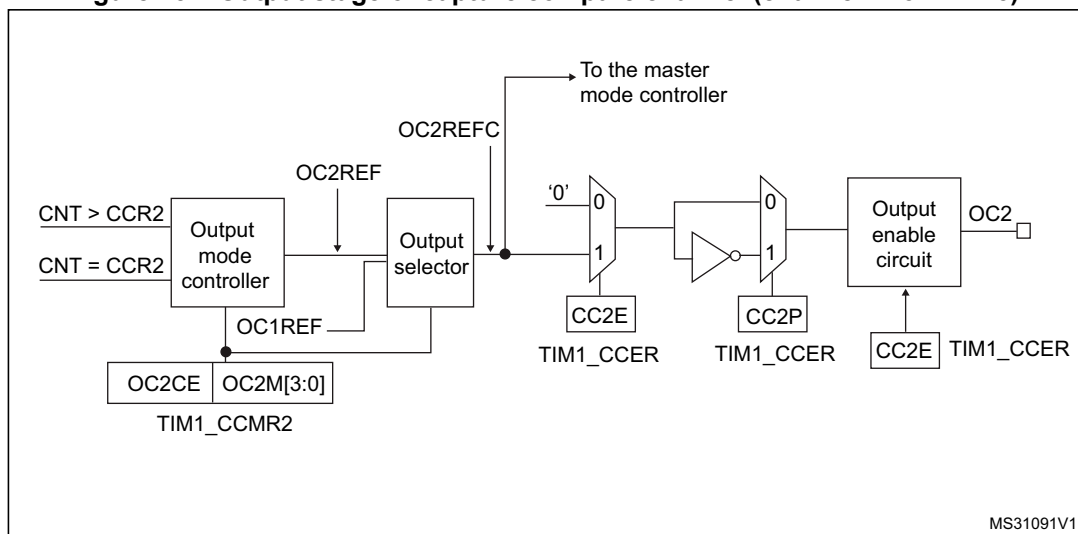 To the master
mode controller
OC2REFC
OC2REF
'0'
0
0
CNT > CCR2
Output
mode
controller
Output
selector
Output
enable
circuit
OC2
CNT = CCR2
1
1
OC1REF
CC2E
CC2P
CC2E
TIM1_CCER
TIM1_CCER
TIM1_CCER
OC2CE
OC2M[3:0]
TIM1_CCMR2
MS31091V1